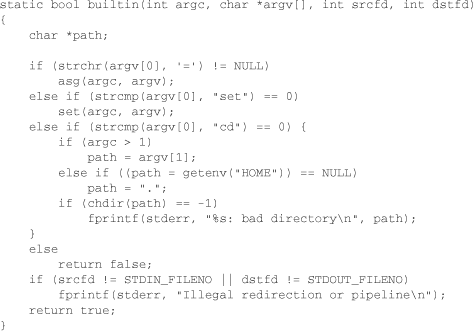 static bool builtin(int argc, char *argv[], int srcfd, int dstfd)
{
    char *path;

    if (strchr(argv[0], '=') != NULL)
        asg(argc, argv);
    else if (strcmp(argv[0], "set") == 0)
        set(argc, argv);
    else if (strcmp(argv[0], "cd") == 0) {
        if (argc > 1)
            path = argv[1];
        else if ((path = getenv("HOME")) == NULL)
            path = ".";
        if (chdir(path) == -1)
            fprintf(stderr, "%s: bad directory\n", path);
    }
    else
        return false;
    if (srcfd != STDIN_FILENO || dstfd != STDOUT_FILENO)
        fprintf(stderr, "Illegal redirection or pipeline\n");
    return true;
}